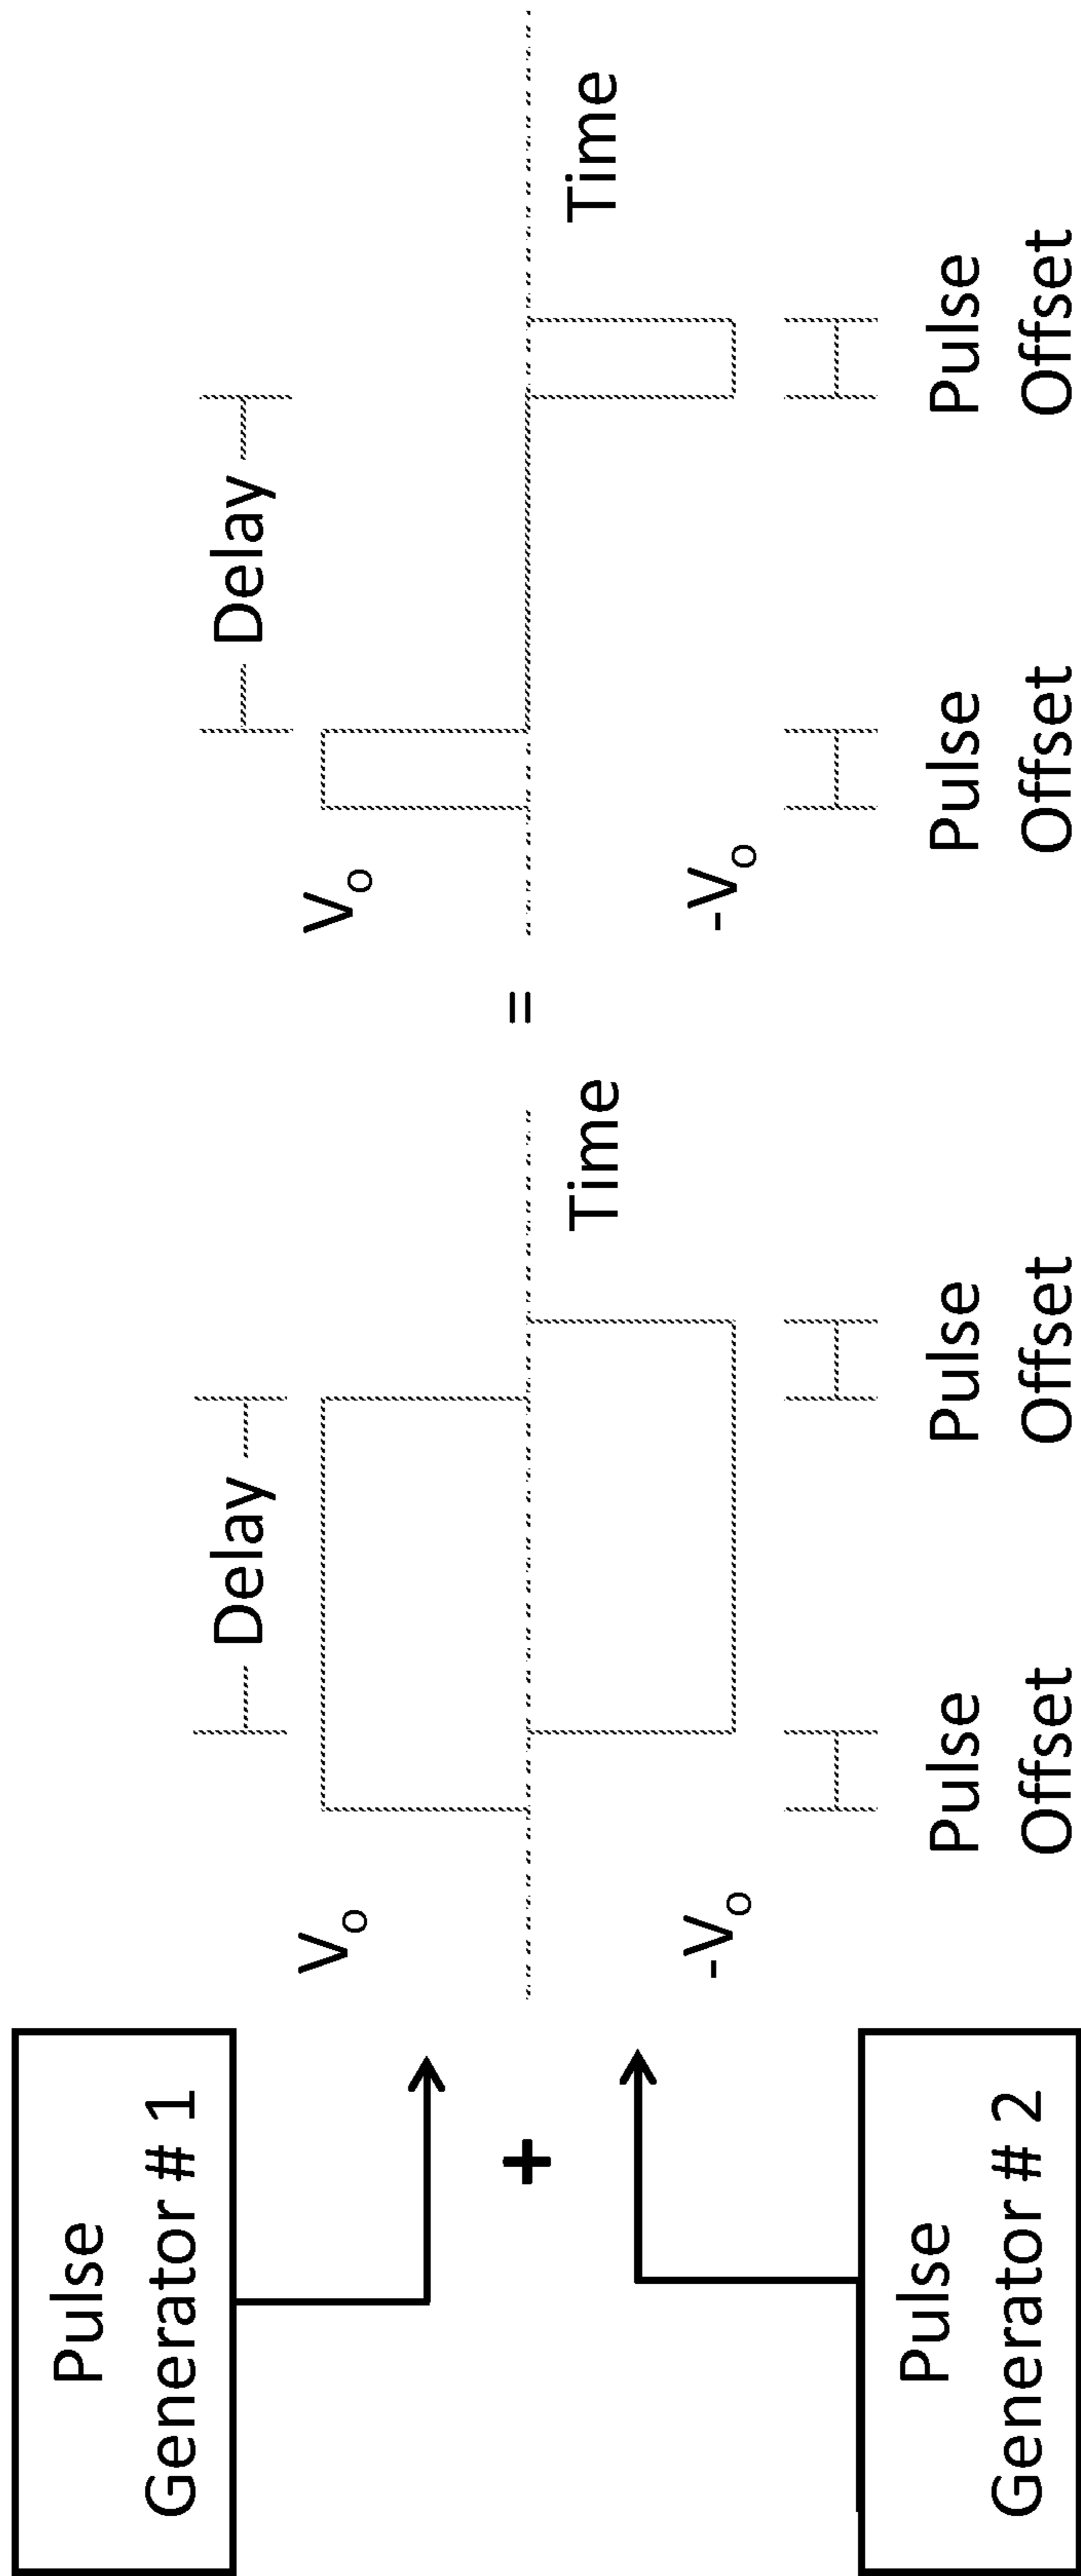 Pulse
Generator # 1
+
Pulse
Generator # 2
Delay
V₀
-V₀
Time
Pulse
Offset
Pulse
Offset
=
Delay
V₀
-V₀
Time
Pulse
Offset
Pulse
Offset